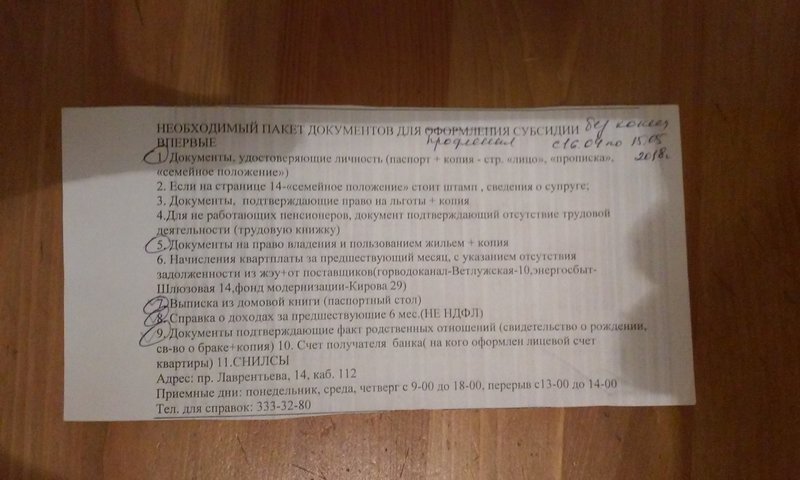 НЕОБХОДИМЫЙ ПАКЕТ ДОКУМЕНТОВ ДЛЯ ОФОРМЛЕНИЯ СУБСИДИИ без копий
ВПЕРВЫЕ продления с 16.04 по 15.05
2018г
1. Документы, удостоверяющие личность (паспорт + копия - стр. «лицо», «прописка»,
«семейное положение»)
2. Если на странице 14-«семейное положение» стоит штамп , сведения о супруге;
3. Документы, подтверждающие право на льготы + копия
4.Для не работающих пенсионеров, документ подтверждающий отсутствие трудовой
деятельности (трудовую книжку)
5. Документы на право владения и пользованием жильем + копия
6. Начисления квартплаты за предшествующий месяц, с указанием отсутствия
задолженности из жэу+от поставщиков(горводоканал-Ветлужская-10,энергосбыт-
Шлюзовая 14,фонд модернизации-Кирова 29)
7. Выписка из домовой книги (паспортный стол)
8. Справка о доходах за предшествующие 6 мес.(НЕ НДФЛ)
9. Документы подтверждающие факт родственных отношений (свидетельство о рождении,
св-во о браке+копия) 10. Счет получателя банка( на кого оформлен лицевой счет
квартиры) 11.СНИЛСЫ
Адрес: пр. Лаврентьева, 14, каб. 112
Приемные дни: понедельник, среда, четверг с 9-00 до 18-00, перерыв с13-00 до 14-00
Тел. для справок: 333-32-80